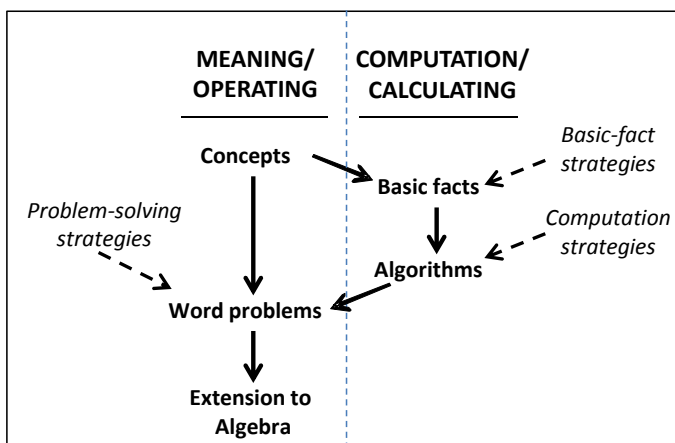 MEANING/
OPERATING
COMPUTATION/
CALCULATING
Concepts
Basic-fact
strategies
Basic facts
Problem-solving
strategies
Computation
strategies
Algorithms
Word problems
Extension to
Algebra